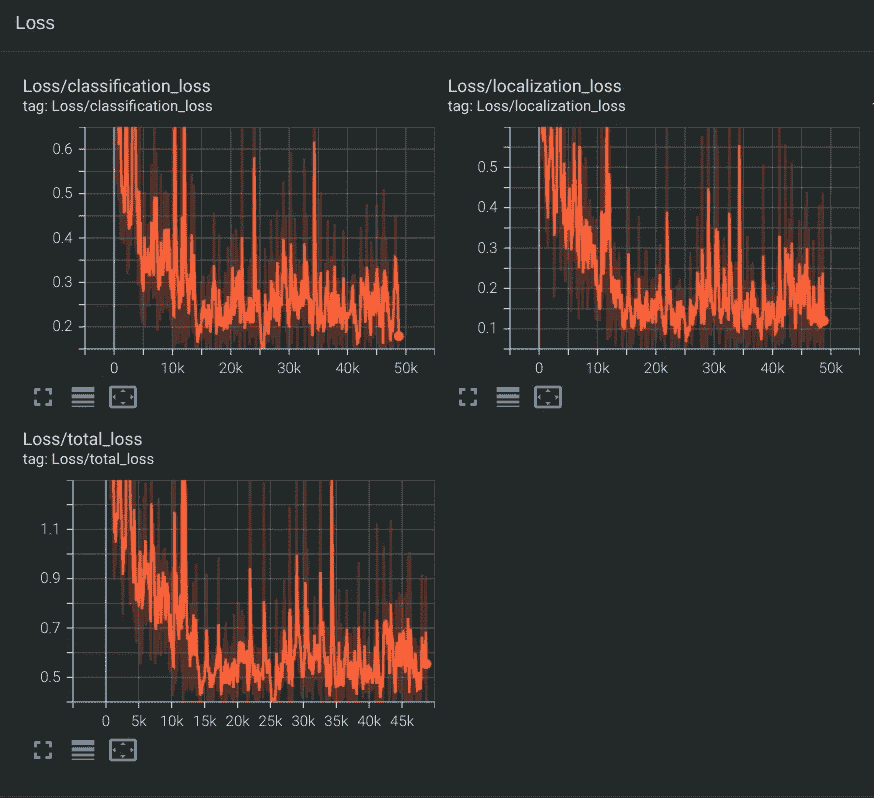 Loss
Loss/classification_loss
tag: Loss/classification_loss
0.6
0.5
0.4
0.3
0.2
0 10k 20k 30k 40k 50k
Loss/localization_loss
tag: Loss/localization_loss
0.5
0.4
0.3
0.2
0.1
0 10k 20k 30k 40k 50k
Loss/total_loss
tag: Loss/total_loss
1.1
0.9
0.7
0.5
0 5k 10k 15k 20k 25k 30k 35k 40k 45k